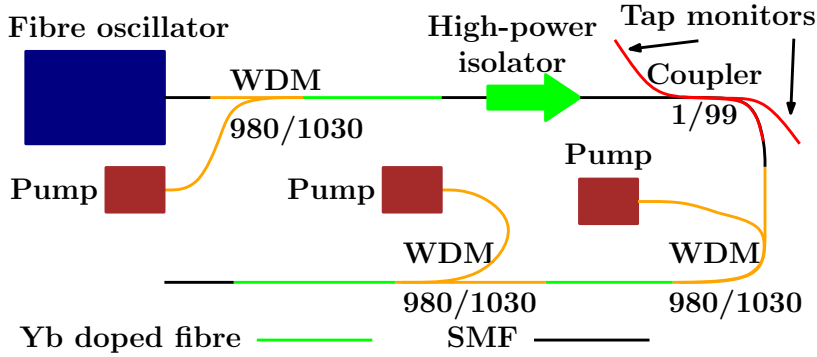 Fibre oscillator
High-power
isolator
Tap monitors
WDM
980/1030
Coupler
1/99
Pump
Pump
Pump
WDM
980/1030
WDM
980/1030
Yb doped fibre
SMF